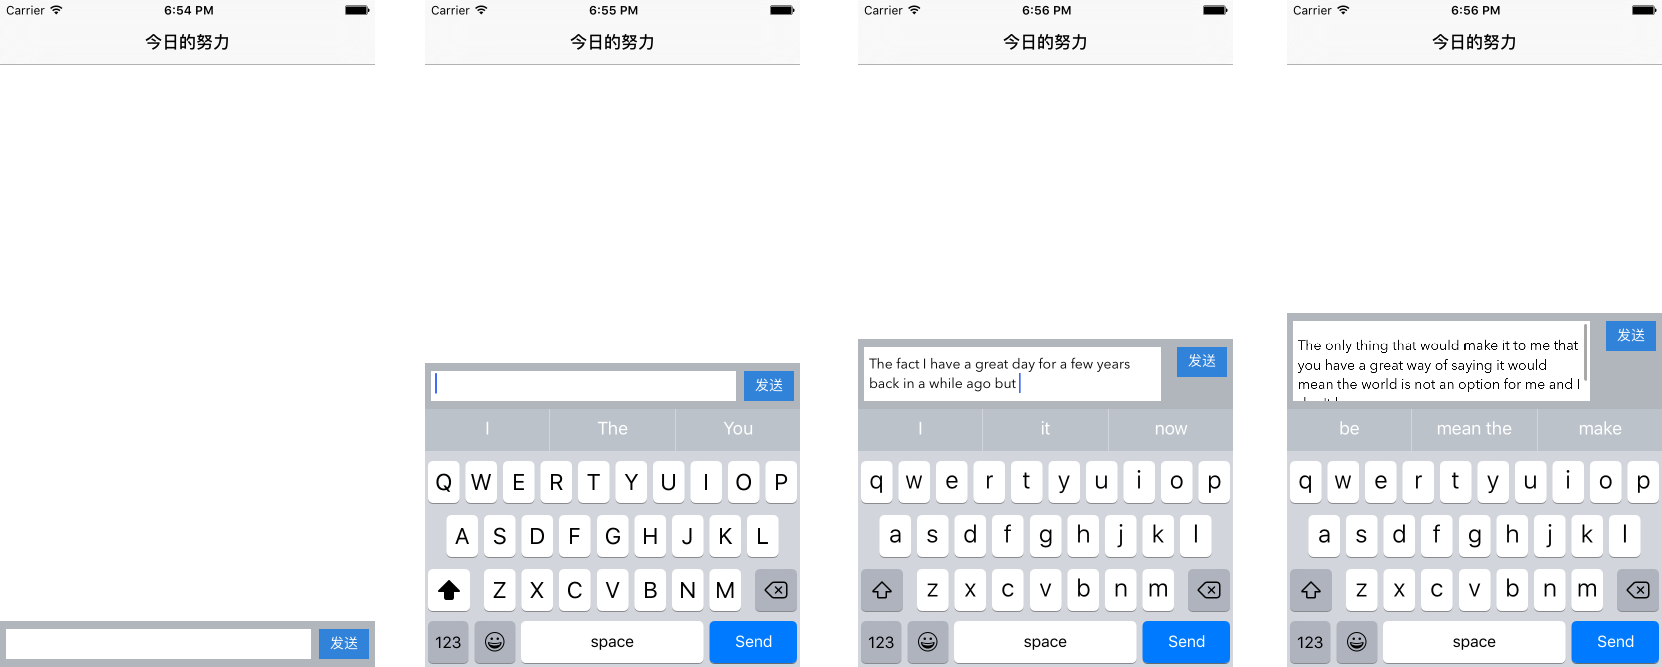 Carrier 6:54 PM
今日的努力
发送
Carrier 6:55 PM
今日的努力
发送
I The You
Q W E R T Y U I O P
A S D F G H J K L
Z X C V B N M
123 space Send
Carrier 6:56 PM
今日的努力
The fact I have a great day for a few years
back in a while ago but
发送
I it now
q w e r t y u i o p
a s d f g h j k l
z x c v b n m
123 space Send
Carrier 6:56 PM
今日的努力
The only thing that would make it to me that
you have a great way of saying it would
mean the world is not an option for me and I
发送
be mean the make
q w e r t y u i o p
a s d f g h j k l
z x c v b n m
123 space Send